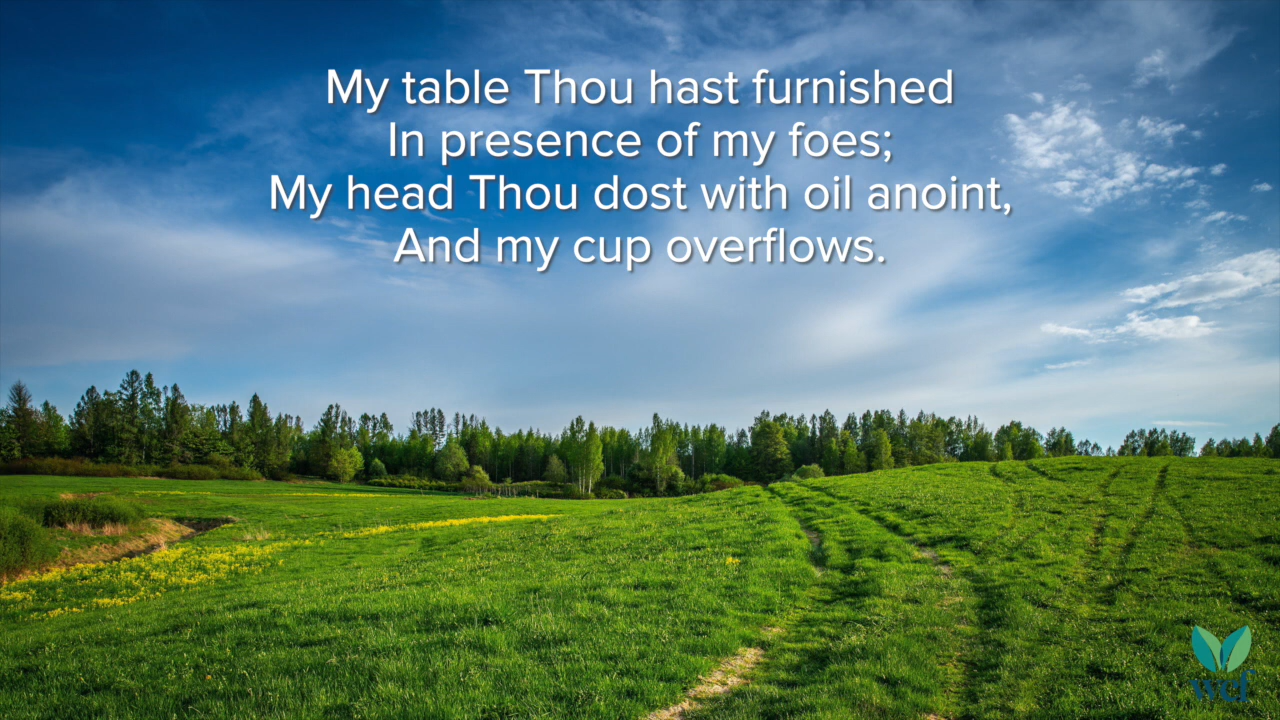 My table Thou hast furnished
In presence of my foes;
My head Thou dost with oil anoint,
And my cup overflows.
wcf